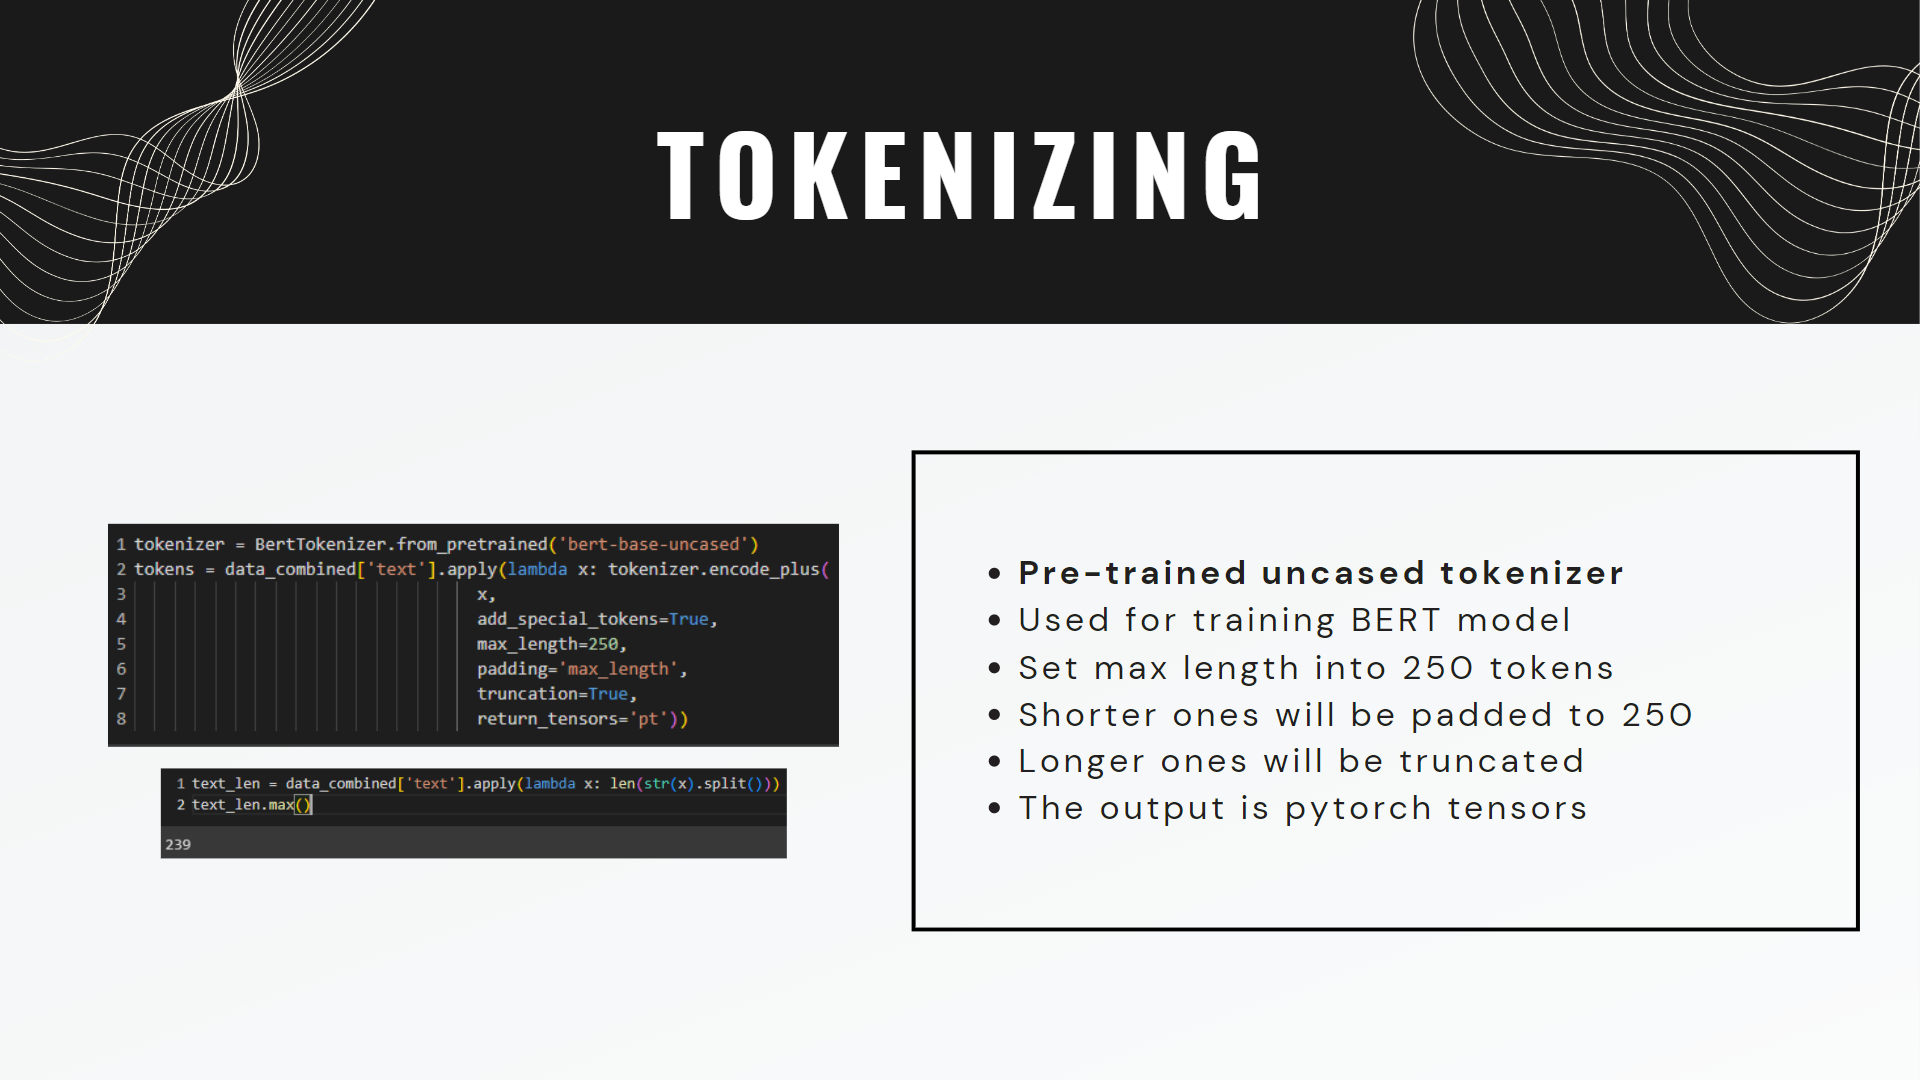 TOKENIZING
1 tokenizer = BertTokenizer.from_pretrained('bert-base-uncased')
2 tokens = data_combined['text'].apply(lambda x: tokenizer.encode_plus(
3 x,
4 add_special_tokens=True,
5 max_length=250,
6 padding='max_length',
7 truncation=True,
8 return_tensors='pt'))
1 text_len = data_combined['text'].apply(lambda x: len(str(x).split()))
2 text_len.max()
239
• Pre-trained uncased tokenizer
• Used for training BERT model
• Set max length into 250 tokens
• Shorter ones will be padded to 250
• Longer ones will be truncated
• The output is pytorch tensors